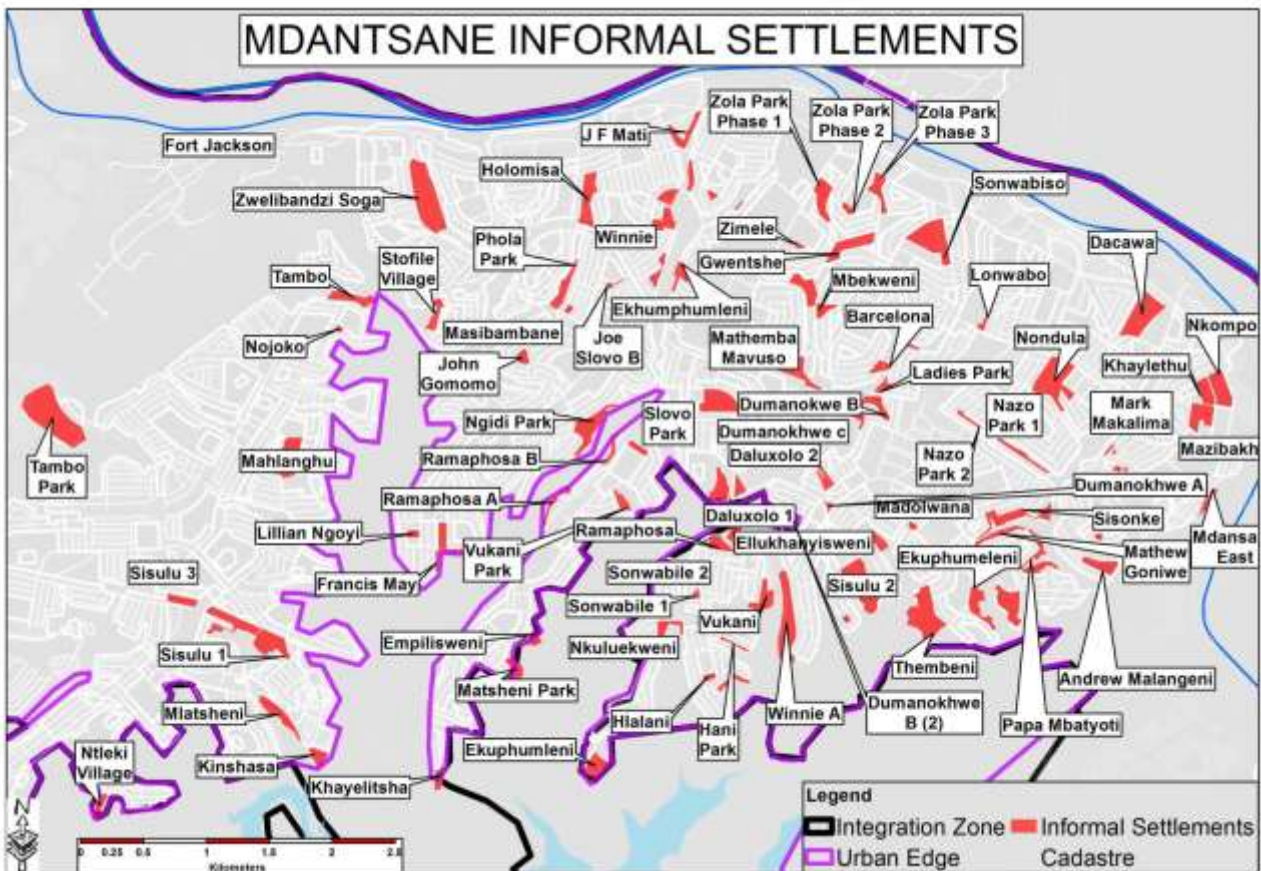 MDANTSANE INFORMAL SETTLEMENTS
Fort Jackson
J F Mati
Zola Park
Phase 1
Zola Park
Phase 2
Zola Park
Phase 3
Holomisa
Zwelibandzi Soga
Sonwabiso
Winnie
Zimele
Phola
Park
Gwentshe
Dacawa
Stofile
Village
Tambo
Mbekweni
Lonwabo
Ekhumphumleni
Masibambane
Barcelona
Nkompo
Nojoko
Joe
Slovo B
Mathemba
Mavuso
Nondula
John
Gomomo
Khaylethu
Ladies Park
Ngidi Park
Slovo
Park
Dumanokwe B
Nazo
Park 1
Mark
Makalima
Dumanokhwe c
Mazibakh
Tambo
Park
Mahlanghu
Ramaphosa B
Daluxolo 2
Nazo
Park 2
Dumanokhwe A
Ramaphosa A
Madolwana
Daluxolo 1
Sisonke
Lillian Ngoyi
Vukani
Park
Ramaphosa
Ellukhanyisweni
Mdansa
East
Mathew
Goniwe
Ekuphumeleni
Sisulu 3
Francis May
Sonwabile 2
Sisulu 2
Sonwabile 1
Vukani
Empilisweni
Nkuluekweni
Sisulu 1
Thembeni
Andrew Malangeni
Matsheni Park
Mlatsheni
Hlalani
Hani
Park
Winnie A
Dumanokhwe
B (2)
Papa Mbatyoti
Ntleki
Village
Kinshasa
Ekuphumleni
Khayelitsha
N
0 0.25 0.5 1 1.5 2 2.5
Kilometers
Legend
Integration Zone
Informal Settlements
Urban Edge
Cadastre